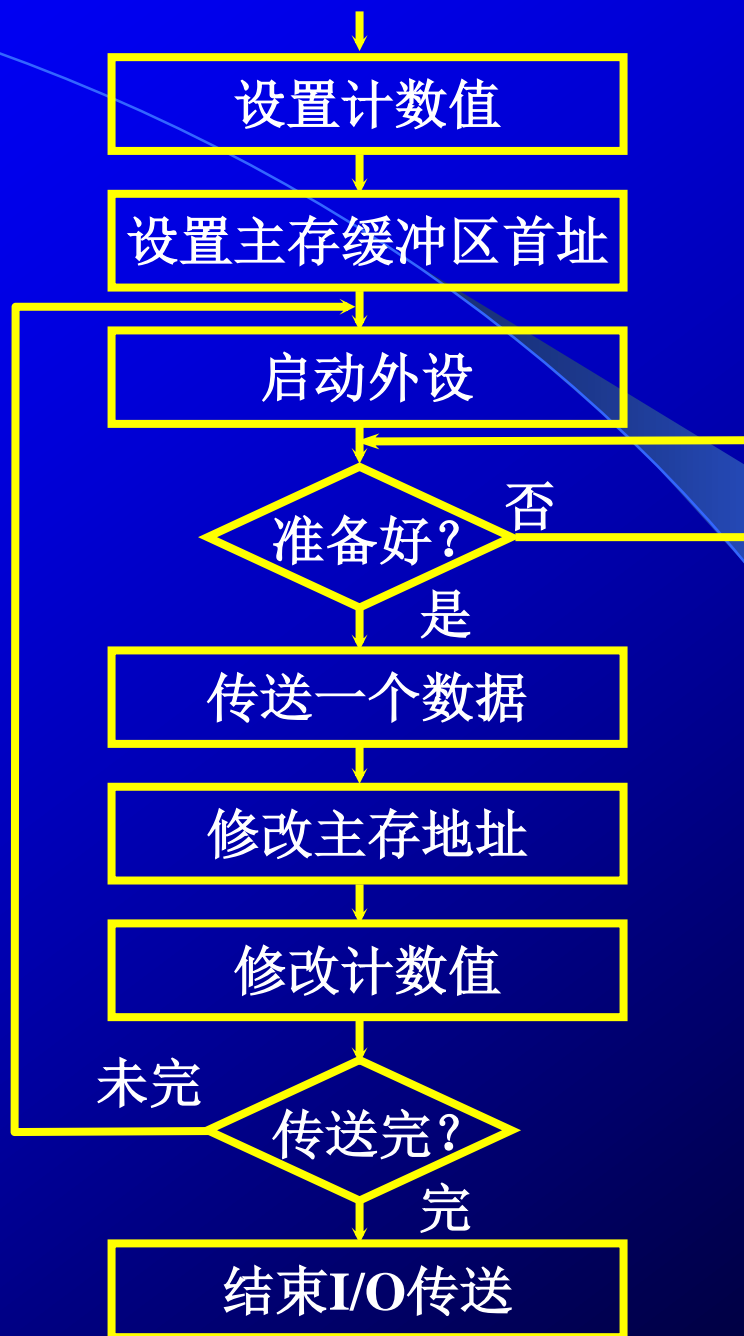 设置计数值
设置主存缓冲区首址
启动外设
准备好？
否
是
传送一个数据
修改主存地址
修改计数值
未完
传送完？
完
结束I/O传送